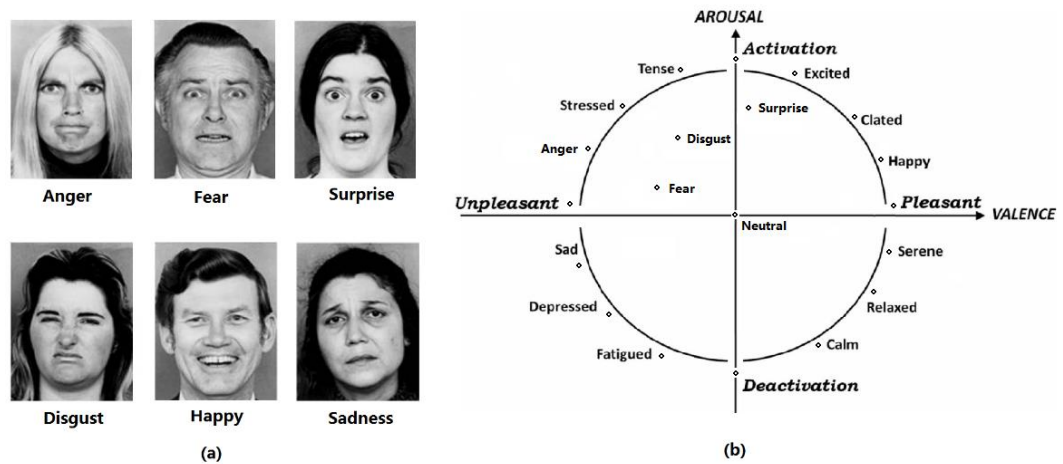 Anger
Fear
Surprise
Disgust
Happy
Sadness
(a)
AROUSAL
Activation
Tense
Excited
Stressed
Surprise
Clated
Disgust
Anger
Happy
Fear
Unpleasant
Pleasant
VALENCE
Neutral
Sad
Serene
Depressed
Relaxed
Fatigued
Calm
Deactivation
(b)